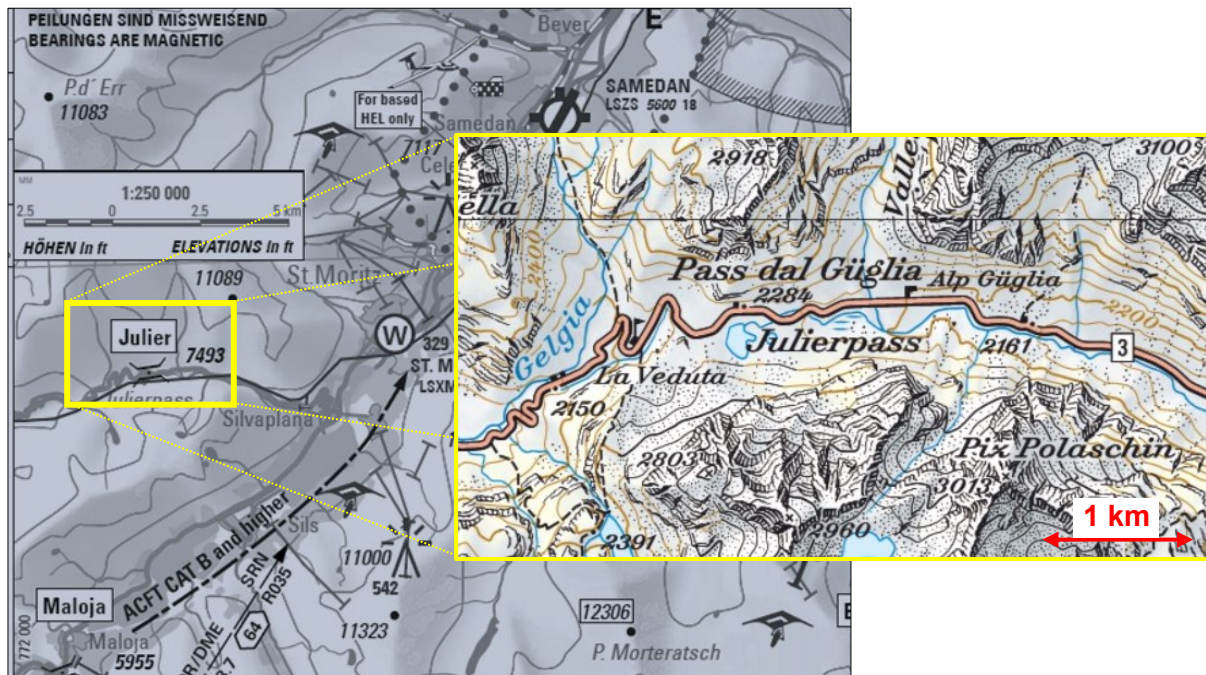 PEILUNGEN SIND MISSWEISEND
BEARINGS ARE MAGNETIC
Bever
E
P.d´ Err
11083
For based
HEL only
SAMEDAN
LSZS 5600 18
Samedan
MM
1:250 000
2.5 0 2.5 5 km
HÖHEN In ft ELEVATIONS In ft
11089
St Mori
W
329
ST. M
LSXM
Julier
7493
Julierpass
Silvaplana
Sils
ACFT CAT B and higher
11000
542
SRN
R035
64
11323
Maloja
Maloja
5955
772 000
12306
P. Morteratsch
2918
Valle
3100
ella
2400
Pass dal Güglia
Alp Güglia
2284
2200
Gelgia
Julierpass
2161
3
La Veduta
2150
2803
Pix Polaschin
3013
2960
2391
1 km